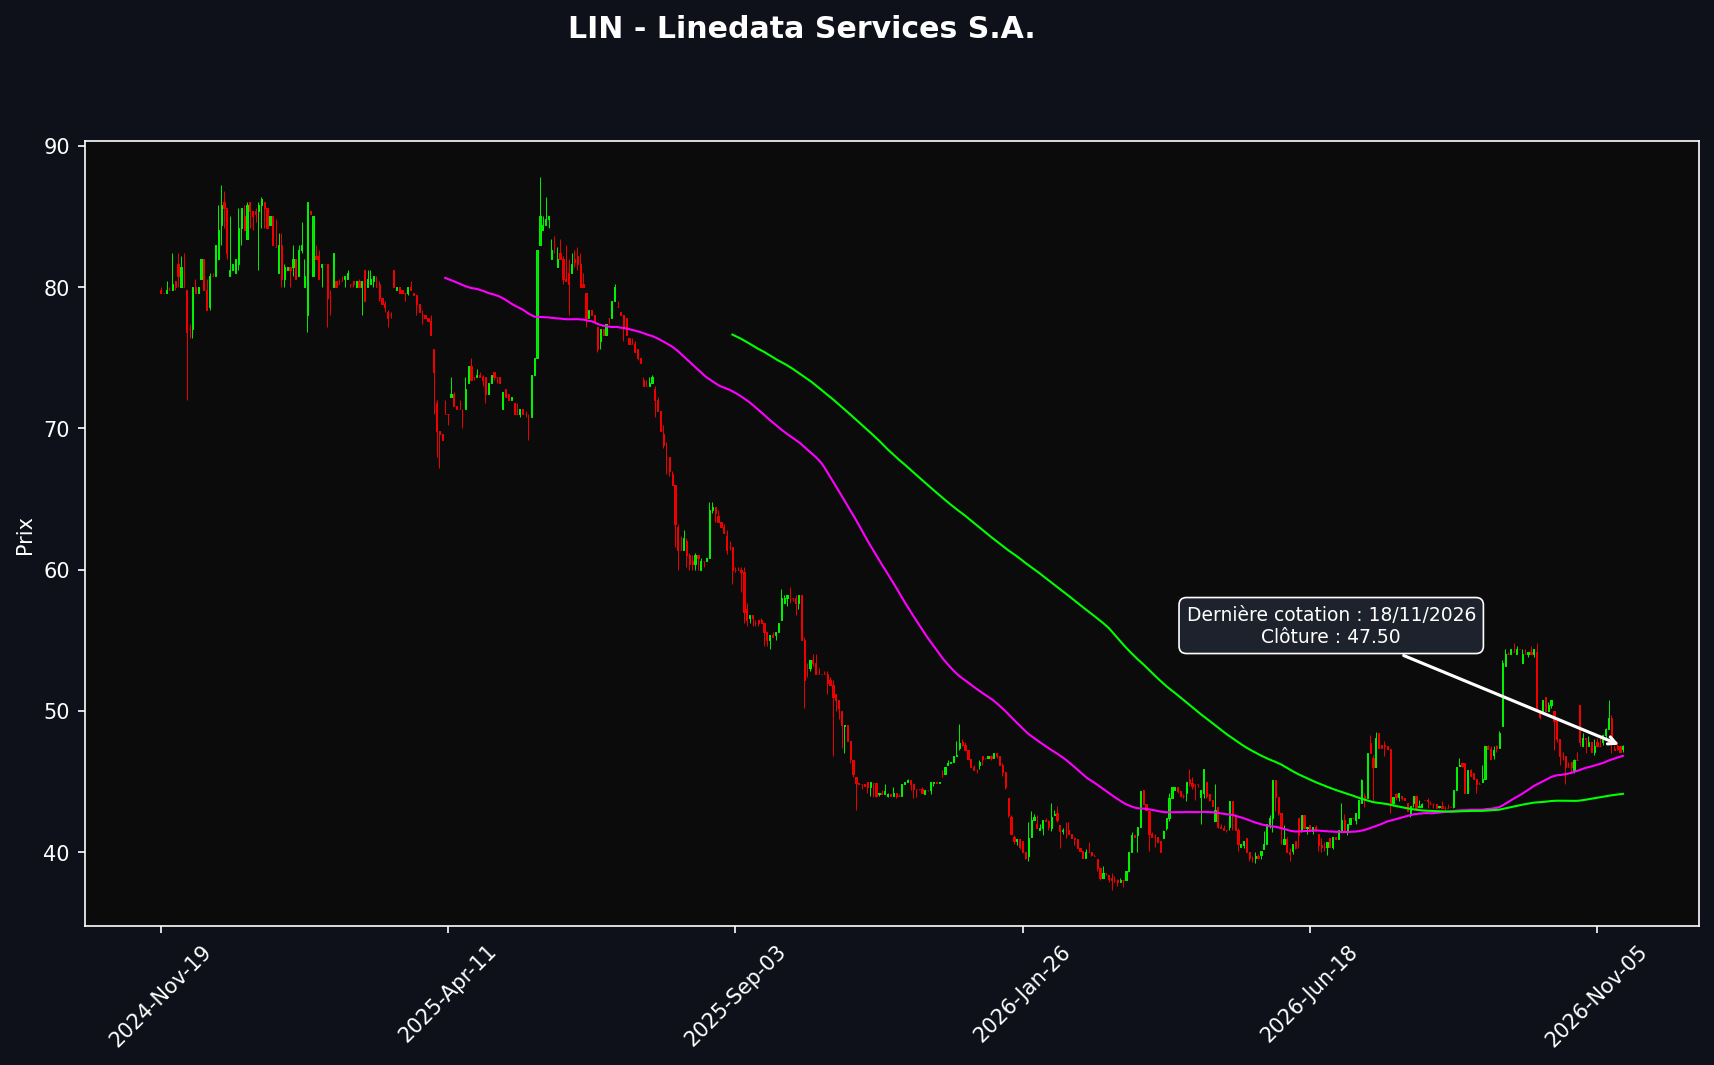 LIN - Linedata Services S.A.
90
80
70
60
50
40
Prix
Dernière cotation : 18/11/2026
Clôture : 47.50
2024-Nov-19
2025-Apr-11
2025-Sep-03
2026-Jan-26
2026-Jun-18
2026-Nov-05